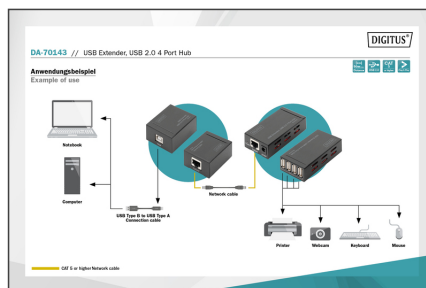 DIGITUS®
DA-70143 // USB Extender, USB 2.0 4 Port Hub
Anwendungsbeispiel
Example of use
Notebook
Computer
USB Type B to USB Type A
Connection cable
Network cable
Printer
Webcam
Keyboard
Mouse
CAT 5 or higher Network cable